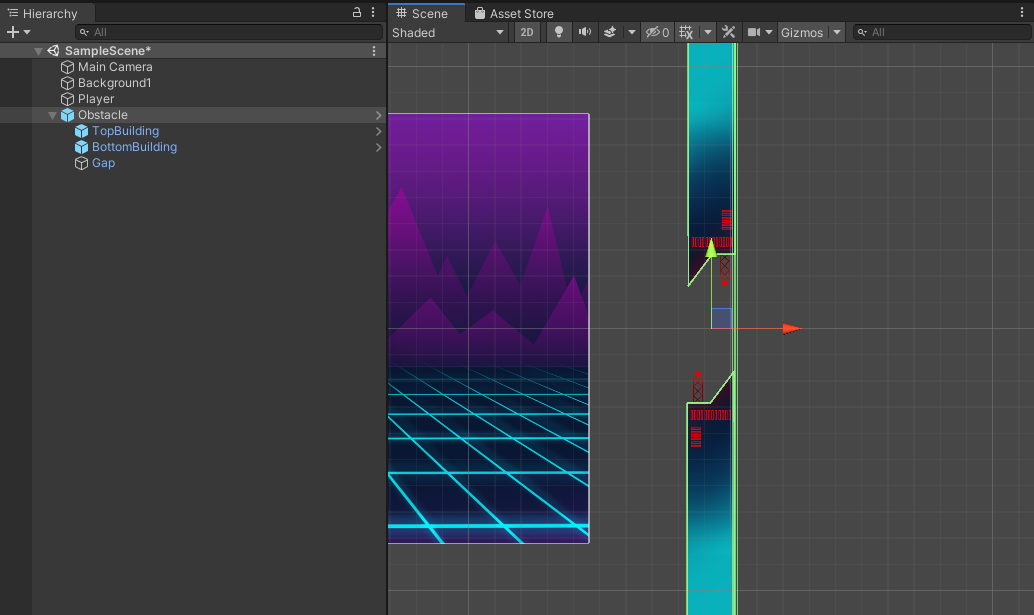 Hierarchy
All
SampleScene*
Main Camera
Background1
Player
Obstacle
TopBuilding
BottomBuilding
Gap
Scene
Asset Store
Shaded
2D
0
Gizmos
All